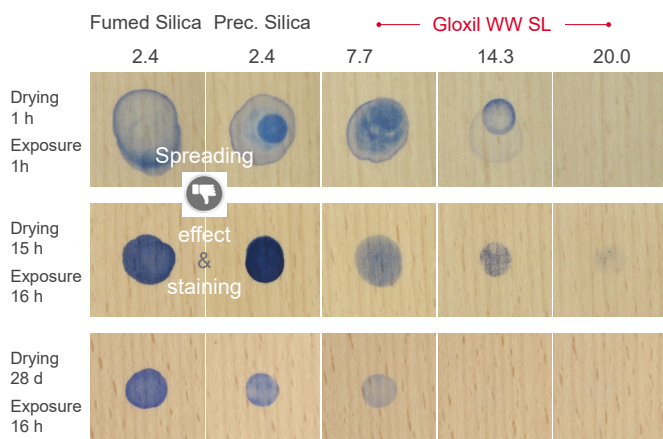 Fumed Silica Prec. Silica Gloxil WW SL
2.4 2.4 7.7 14.3 20.0
Drying
1 h
Exposure
1h
Spreading
Drying
15 h
Exposure
16 h
effect
&
staining
Drying
28 d
Exposure
16 h